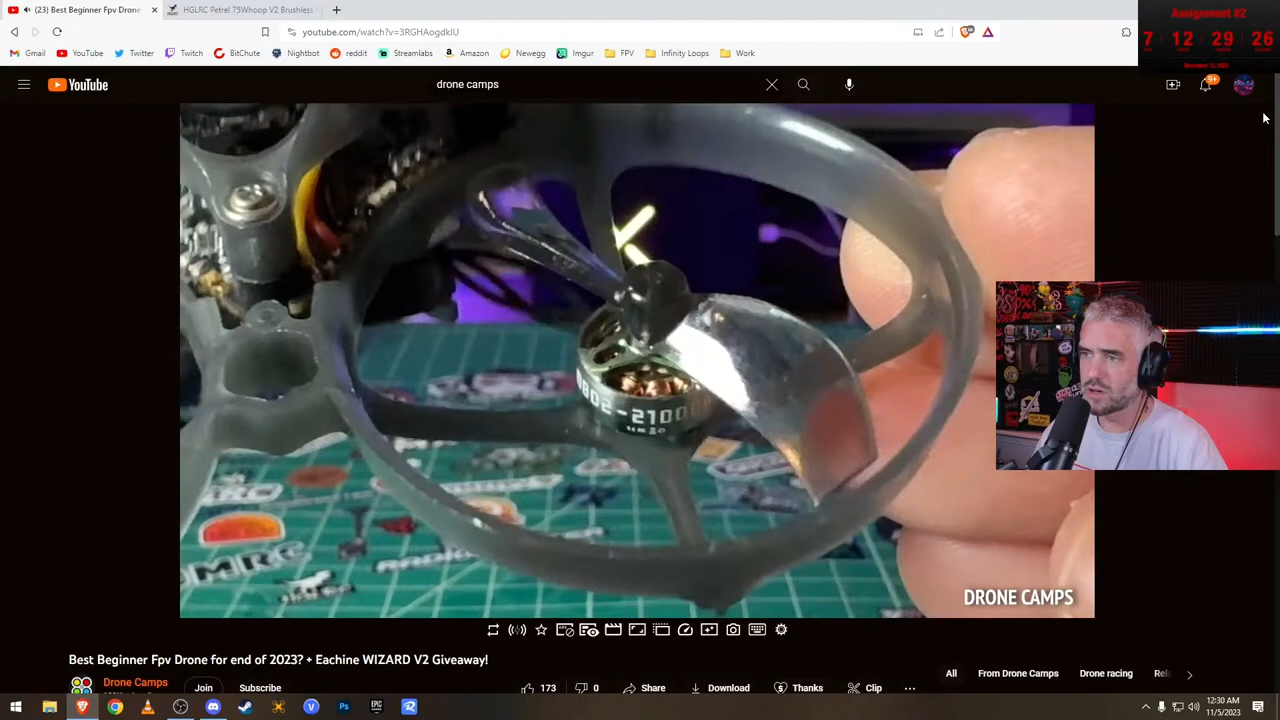 (23) Best Beginner Fpv Drone
HGLRC Petrel 75Whoop V2 Brushless
Assignment #2
7 12 29 26
youtube.com/watch?v=3RGHAogdkIU
Gmail YouTube Twitter Twitch BitChute Nightbot reddit Streamlabs Amazon Newegg Imgur FPV Infinity Loops Work
YouTube
drone camps
9+
MRC
DRONE CAMPS
Best Beginner Fpv Drone for end of 2023? + Eachine WIZARD V2 Giveaway!
Drone Camps
Join
Subscribe
173
0
Share
Download
Thanks
Clip
All
From Drone Camps
Drone racing
12:30 AM
11/5/2023